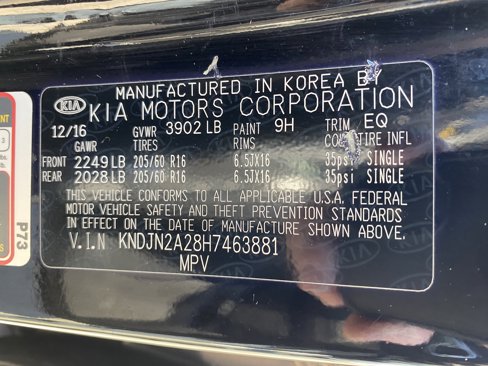 MANUFACTURED IN KOREA BY
KIA KIA MOTORS CORPORATION
12/16 GVWR 3902 LB PAINT 9H TRIM EQ
GAWR TIRES RIMS COLD TIRE INFL
FRONT 2249 LB 205/60 R16 6.5JX16 35psi SINGLE
REAR 2028 LB 205/60 R16 6.5JX16 35psi SINGLE
THIS VEHICLE CONFORMS TO ALL APPLICABLE U.S.A. FEDERAL
MOTOR VEHICLE SAFETY AND THEFT PREVENTION STANDARDS
IN EFFECT ON THE DATE OF MANUFACTURE SHOWN ABOVE.
V.I.N KNDJN2A28H7463881
MPV
P73